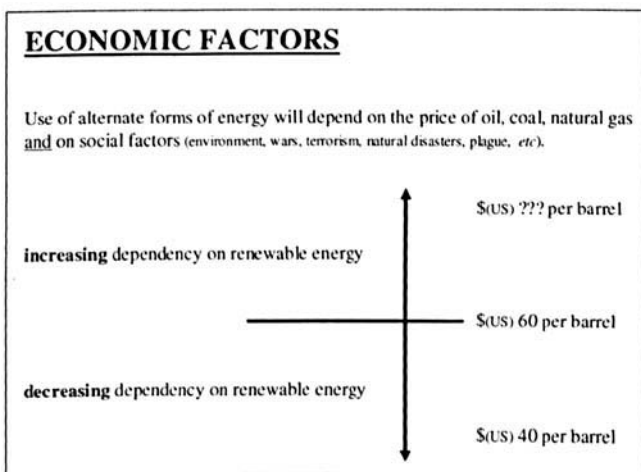 ECONOMIC FACTORS
Use of alternate forms of energy will depend on the price of oil, coal, natural gas
and on social factors (environment, wars, terrorism, natural disasters, plague, etc).
$(US) ??? per barrel
increasing dependency on renewable energy
$(US) 60 per barrel
decreasing dependency on renewable energy
$(US) 40 per barrel